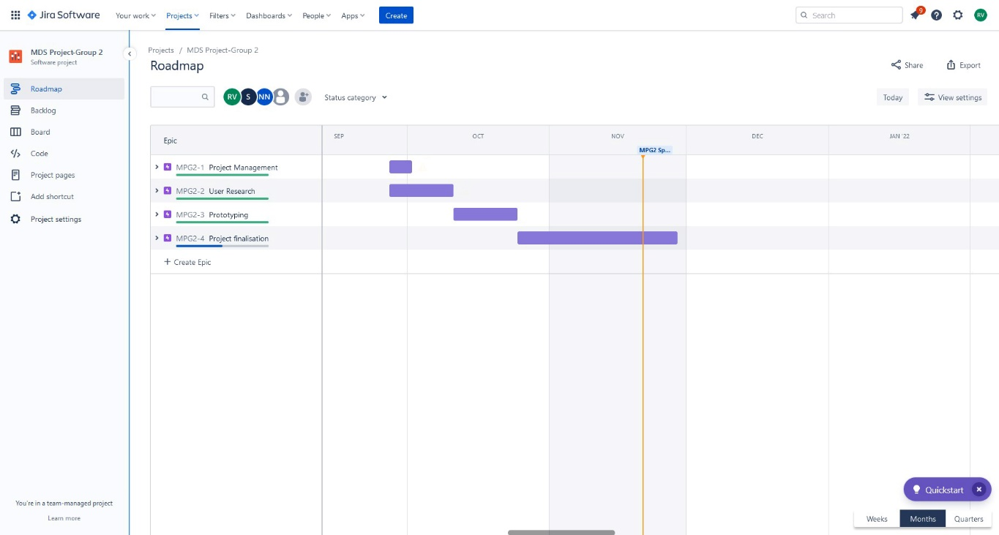 Jira Software Your work Projects Filters Dashboards People Apps Create Search 9 RV
MDS Project-Group 2
Software project
Roadmap
Backlog
Board
Code
Project pages
Add shortcut
Project settings
You're in a team-managed project
Learn more
Projects / MDS Project-Group 2
Roadmap
Share Export
RV S NN Status category Today View settings
Epic SEP OCT NOV DEC JAN '22
MPG2 Sp...
MPG2-1 Project Management
MPG2-2 User Research
MPG2-3 Prototyping
MPG2-4 Project finalisation
+ Create Epic
Quickstart
Weeks Months Quarters